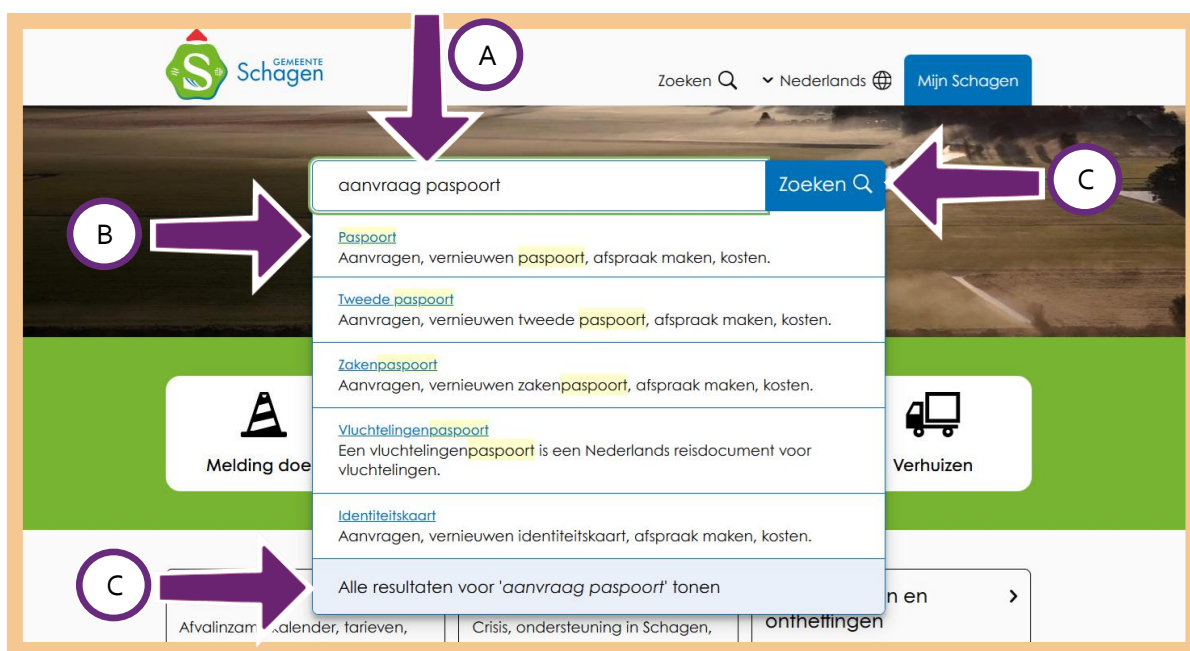 A
GEMEENTE
Schagen
Zoeken
Nederlands
Mijn Schagen
aanvraag paspoort
Zoeken
C
B
Paspoort
Aanvragen, vernieuwen paspoort, afspraak maken, kosten.
Tweede paspoort
Aanvragen, vernieuwen tweede paspoort, afspraak maken, kosten.
Zakenpaspoort
Aanvragen, vernieuwen zakenpaspoort, afspraak maken, kosten.
Vluchtelingenpaspoort
Een vluchtelingenpaspoort is een Nederlands reisdocument voor
vluchtelingen.
Melding doe
Verhuizen
Identiteitskaart
Aanvragen, vernieuwen identiteitskaart, afspraak maken, kosten.
C
Alle resultaten voor 'aanvraag paspoort' tonen
n en
ontheffingen
Afvalinzam kalender, tarieven,
Crisis, ondersteuning in Schagen,